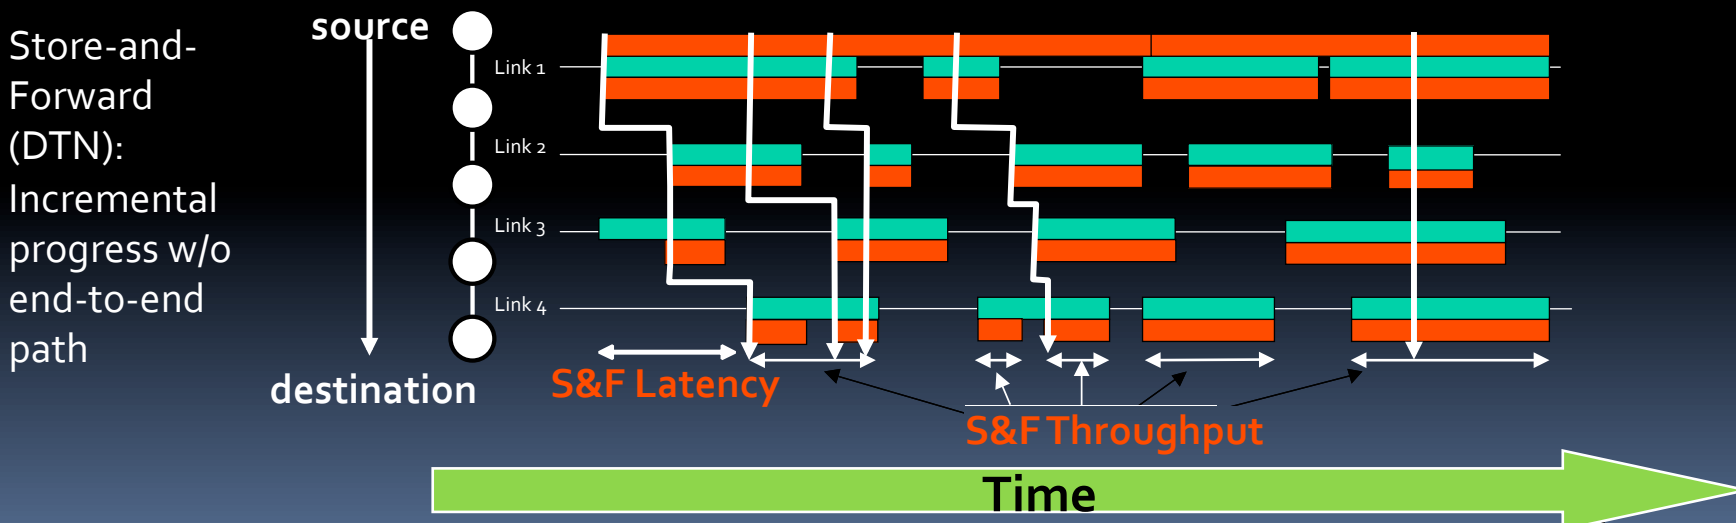 Store-and-
Forward
(DTN):
Incremental
progress w/o
end-to-end
path
source
destination
Link 1
Link 2
Link 3
Link 4
S&F Latency
S&F Throughput
Time